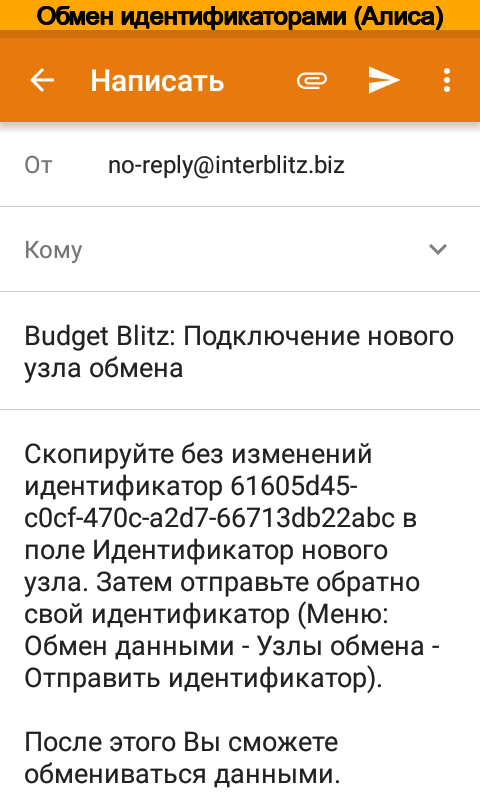 Обмен идентификаторами (Алиса)
Написать
От no-reply@interblitz.biz
Кому
Budget Blitz: Подключение нового
узла обмена
Скопируйте без изменений
идентификатор 61605d45-
c0cf-470c-a2d7-66713db22abc в
поле Идентификатор нового
узла. Затем отправьте обратно
свой идентификатор (Меню:
Обмен данными - Узлы обмена -
Отправить идентификатор).
После этого Вы сможете
обмениваться данными.